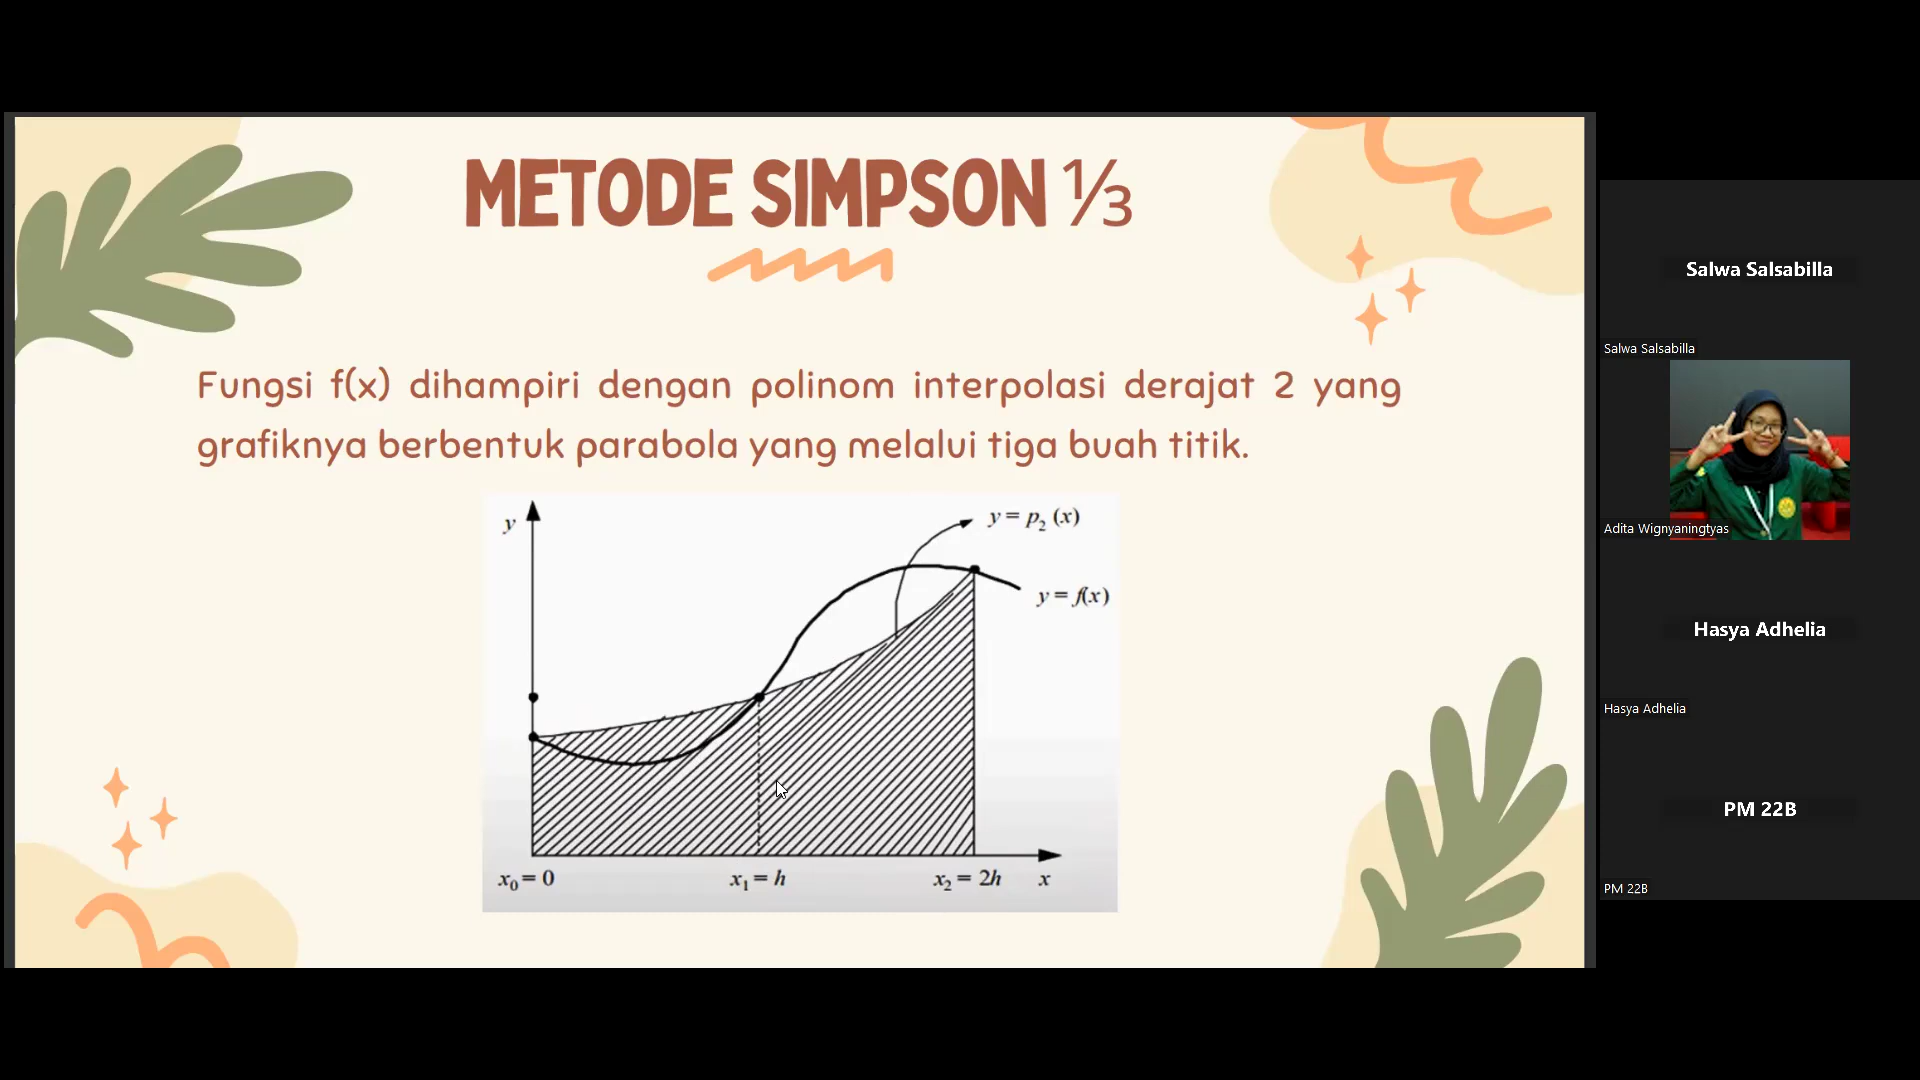 METODE SIMPSON ⅓
Fungsi f(x) dihampiri dengan polinom interpolasi derajat 2 yang
grafiknya berbentuk parabola yang melalui tiga buah titik.
y
y = p₂ (x)
y = f(x)
x₀ = 0
x₁ = h
x₂ = 2h
x
Salwa Salsabilla
Salwa Salsabilla
Adita Wignyaningtyas
Hasya Adhelia
Hasya Adhelia
PM 22B
PM 22B